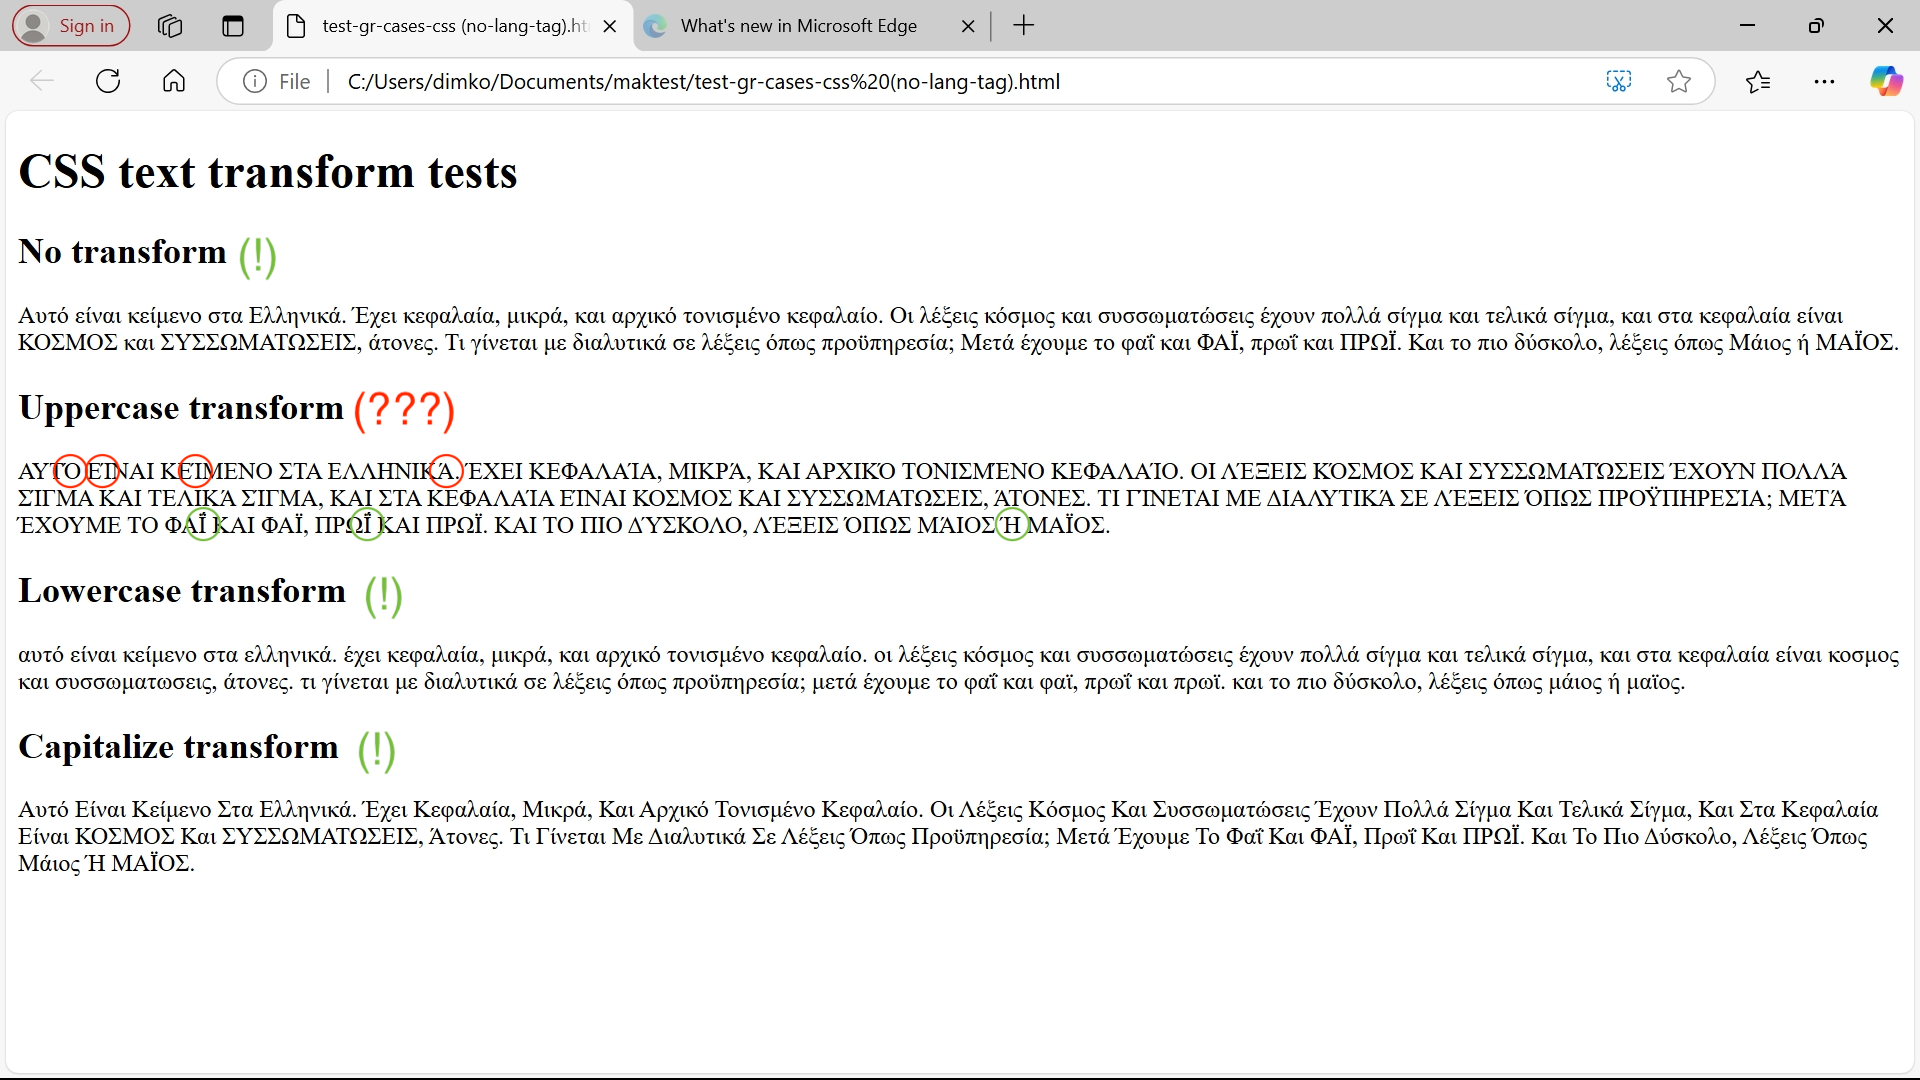 Sign in
test-gr-cases-css (no-lang-tag).ht
What's new in Microsoft Edge
File
C:/Users/dimko/Documents/maktest/test-gr-cases-css%20(no-lang-tag).html
CSS text transform tests
No transform (!)
Αυτό είναι κείμενο στα Ελληνικά. Έχει κεφαλαία, μικρά, και αρχικό τονισμένο κεφαλαίο. Οι λέξεις κόσμος και συσσωματώσεις έχουν πολλά σίγμα και τελικά σίγμα, και στα κεφαλαία είναι
ΚΟΣΜΟΣ και ΣΥΣΣΩΜΑΤΩΣΕΙΣ, άτονες. Τι γίνεται με διαλυτικά σε λέξεις όπως προϋπηρεσία; Μετά έχουμε το φαΐ και ΦΑΪ, πρωΐ και ΠΡΩΪ. Και το πιο δύσκολο, λέξεις όπως Μάιος ή ΜΑΪΟΣ.
Uppercase transform (???)
ΑΥΤΌ ΕΊΝΑΙ ΚΕΊΜΕΝΟ ΣΤΑ ΕΛΛΗΝΙΚΆ. ΈΧΕΙ ΚΕΦΑΛΑΊΑ, ΜΙΚΡΆ, ΚΑΙ ΑΡΧΙΚΌ ΤΟΝΙΣΜΈΝΟ ΚΕΦΑΛΑΊΟ. ΟΙ ΛΈΞΕΙΣ ΚΌΣΜΟΣ ΚΑΙ ΣΥΣΣΩΜΑΤΏΣΕΙΣ ΈΧΟΥΝ ΠΟΛΛΆ
ΣΊΓΜΑ ΚΑΙ ΤΕΛΙΚΆ ΣΊΓΜΑ, ΚΑΙ ΣΤΑ ΚΕΦΑΛΑΊΑ ΕΊΝΑΙ ΚΟΣΜΟΣ ΚΑΙ ΣΥΣΣΩΜΑΤΩΣΕΙΣ, ΆΤΟΝΕΣ. ΤΙ ΓΊΝΕΤΑΙ ΜΕ ΔΙΑΛΥΤΙΚΆ ΣΕ ΛΈΞΕΙΣ ΌΠΩΣ ΠΡΟΫΠΗΡΕΣΊΑ; ΜΕΤΆ
ΈΧΟΥΜΕ ΤΟ ΦΑΪ́ ΚΑΙ ΦΑΪ, ΠΡΩΪ́ ΚΑΙ ΠΡΩΪ. ΚΑΙ ΤΟ ΠΙΟ ΔΎΣΚΟΛΟ, ΛΈΞΕΙΣ ΌΠΩΣ ΜΆΙΟΣ Ή ΜΑΪΟΣ.
Lowercase transform (!)
αυτό είναι κείμενο στα ελληνικά. έχει κεφαλαία, μικρά, και αρχικό τονισμένο κεφαλαίο. οι λέξεις κόσμος και συσσωματώσεις έχουν πολλά σίγμα και τελικά σίγμα, και στα κεφαλαία είναι κοσμος
και συσσωματωσεις, άτονες. τι γίνεται με διαλυτικά σε λέξεις όπως προϋπηρεσία; μετά έχουμε το φαΐ και φαϊ, πρωΐ και πρωϊ. και το πιο δύσκολο, λέξεις όπως μάιος ή μαϊος.
Capitalize transform (!)
Αυτό Είναι Κείμενο Στα Ελληνικά. Έχει Κεφαλαία, Μικρά, Και Αρχικό Τονισμένο Κεφαλαίο. Οι Λέξεις Κόσμος Και Συσσωματώσεις Έχουν Πολλά Σίγμα Και Τελικά Σίγμα, Και Στα Κεφαλαία
Είναι ΚΟΣΜΟΣ Και ΣΥΣΣΩΜΑΤΩΣΕΙΣ, Άτονες. Τι Γίνεται Με Διαλυτικά Σε Λέξεις Όπως Προϋπηρεσία; Μετά Έχουμε Το Φαΐ Και ΦΑΪ, Πρωΐ Και ΠΡΩΪ. Και Το Πιο Δύσκολο, Λέξεις Όπως
Μάιος Ή ΜΑΪΟΣ.